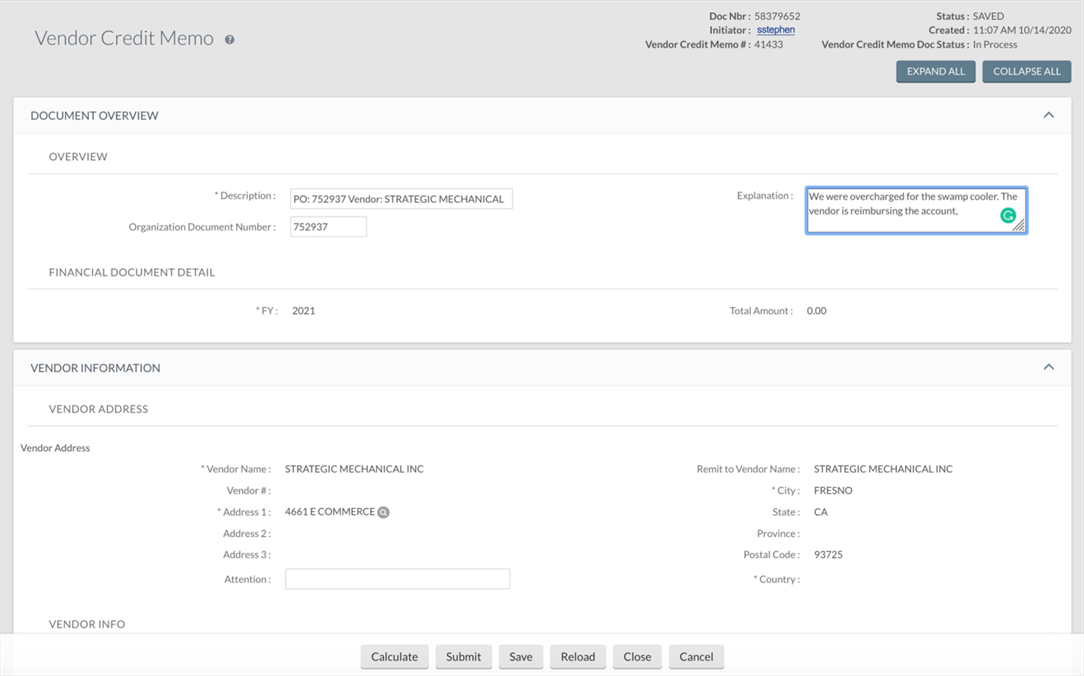 Vendor Credit Memo ?
Doc Nbr : 58379652
Initiator : sstephen
Vendor Credit Memo # : 41433
Status : SAVED
Created : 11:07 AM 10/14/2020
Vendor Credit Memo Doc Status : In Process
EXPAND ALL
COLLAPSE ALL
DOCUMENT OVERVIEW
OVERVIEW
* Description : PO: 752937 Vendor: STRATEGIC MECHANICAL
Organization Document Number : 752937
Explanation : We were overcharged for the swamp cooler. The
vendor is reimbursing the account,
FINANCIAL DOCUMENT DETAIL
* FY : 2021
Total Amount : 0.00
VENDOR INFORMATION
VENDOR ADDRESS
Vendor Address
* Vendor Name : STRATEGIC MECHANICAL INC
Vendor # :
* Address 1 : 4661 E COMMERCE
Address 2 :
Address 3 :
Attention :
Remit to Vendor Name : STRATEGIC MECHANICAL INC
* City : FRESNO
State : CA
Province :
Postal Code : 93725
* Country :
VENDOR INFO
Calculate
Submit
Save
Reload
Close
Cancel